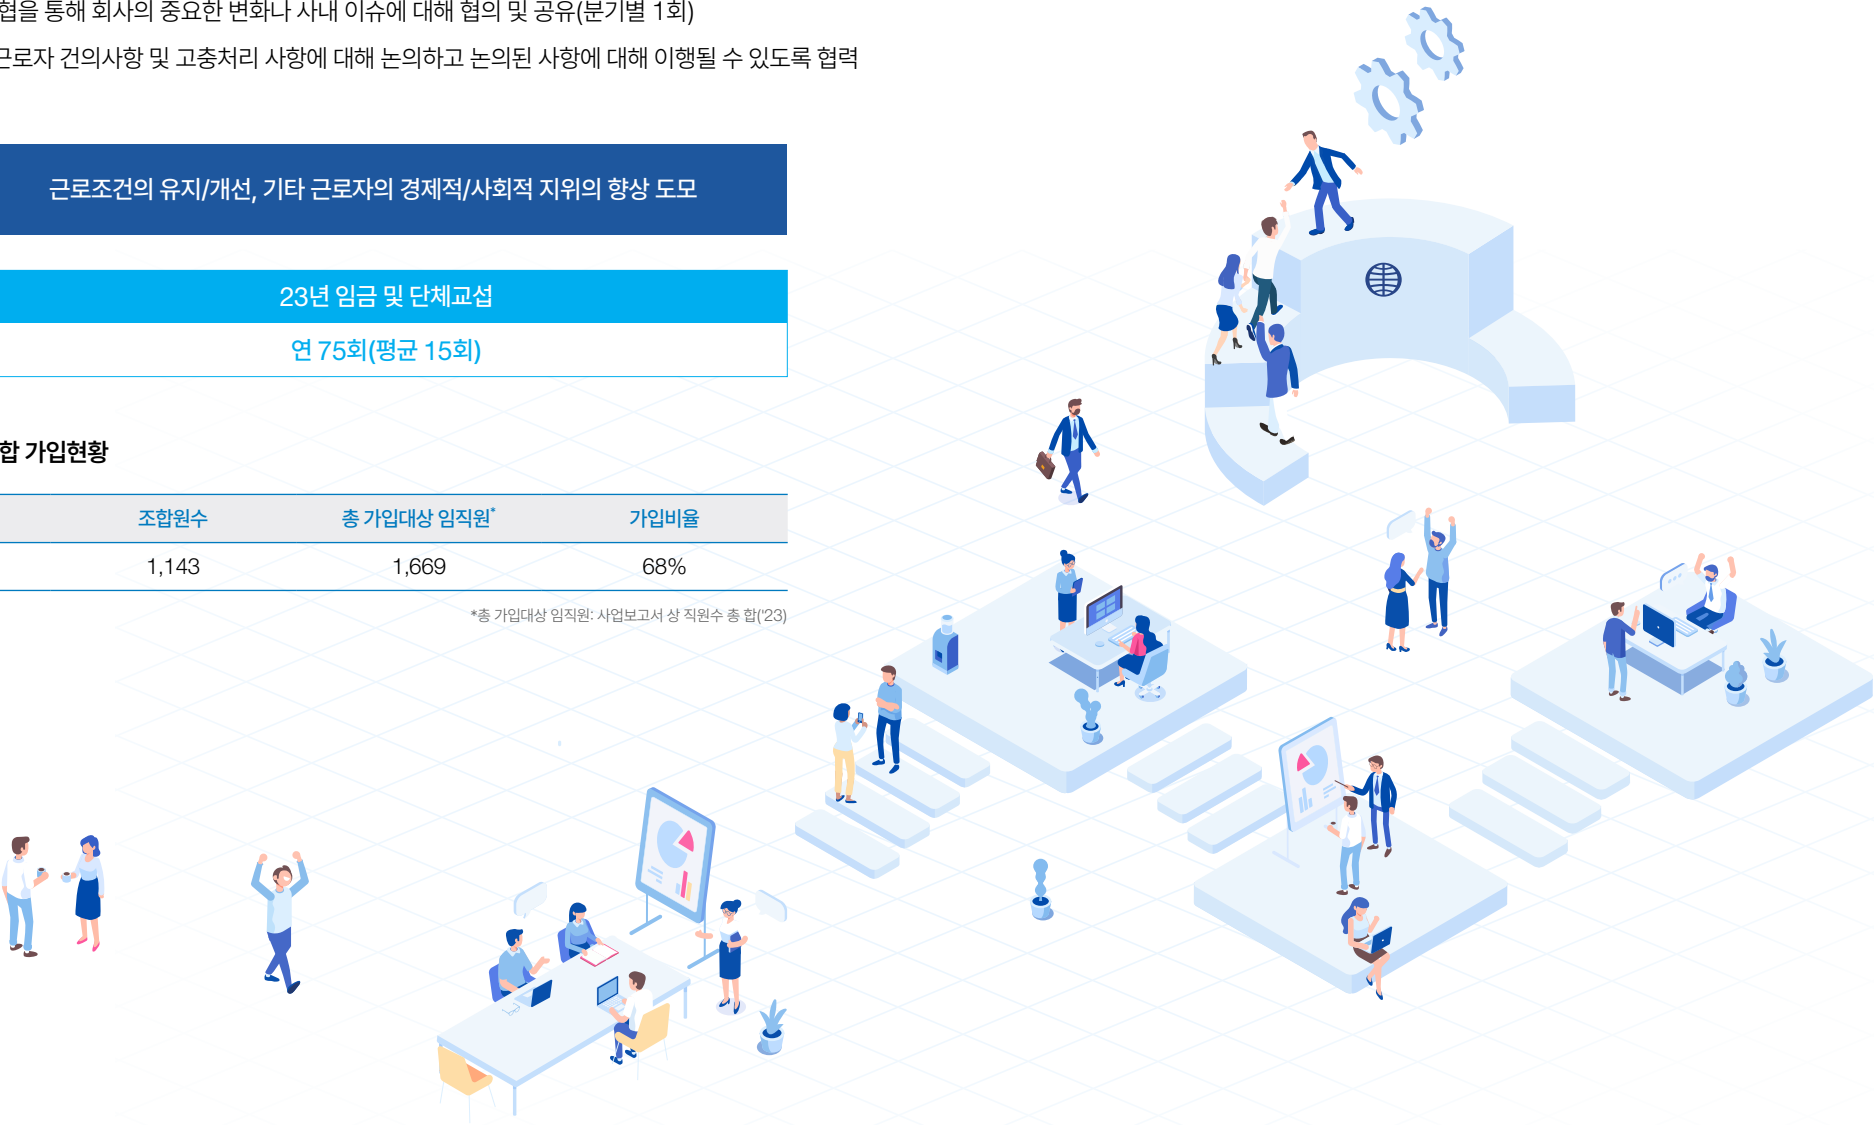 협을 통해 회사의 중요한 변화나 사내 이슈에 대해 협의 및 공유(분기별 1회)
근로자 건의사항 및 고충처리 사항에 대해 논의하고 논의된 사항에 대해 이행될 수 있도록 협력
근로조건의 유지/개선, 기타 근로자의 경제적/사회적 지위의 향상 도모
23년 임금 및 단체교섭
연 75회(평균 15회)
합 가입현황
조합원수 총 가입대상 임직원* 가입비율
1,143 1,669 68%
*총 가입대상 임직원: 사업보고서 상 직원수 총 합('23)